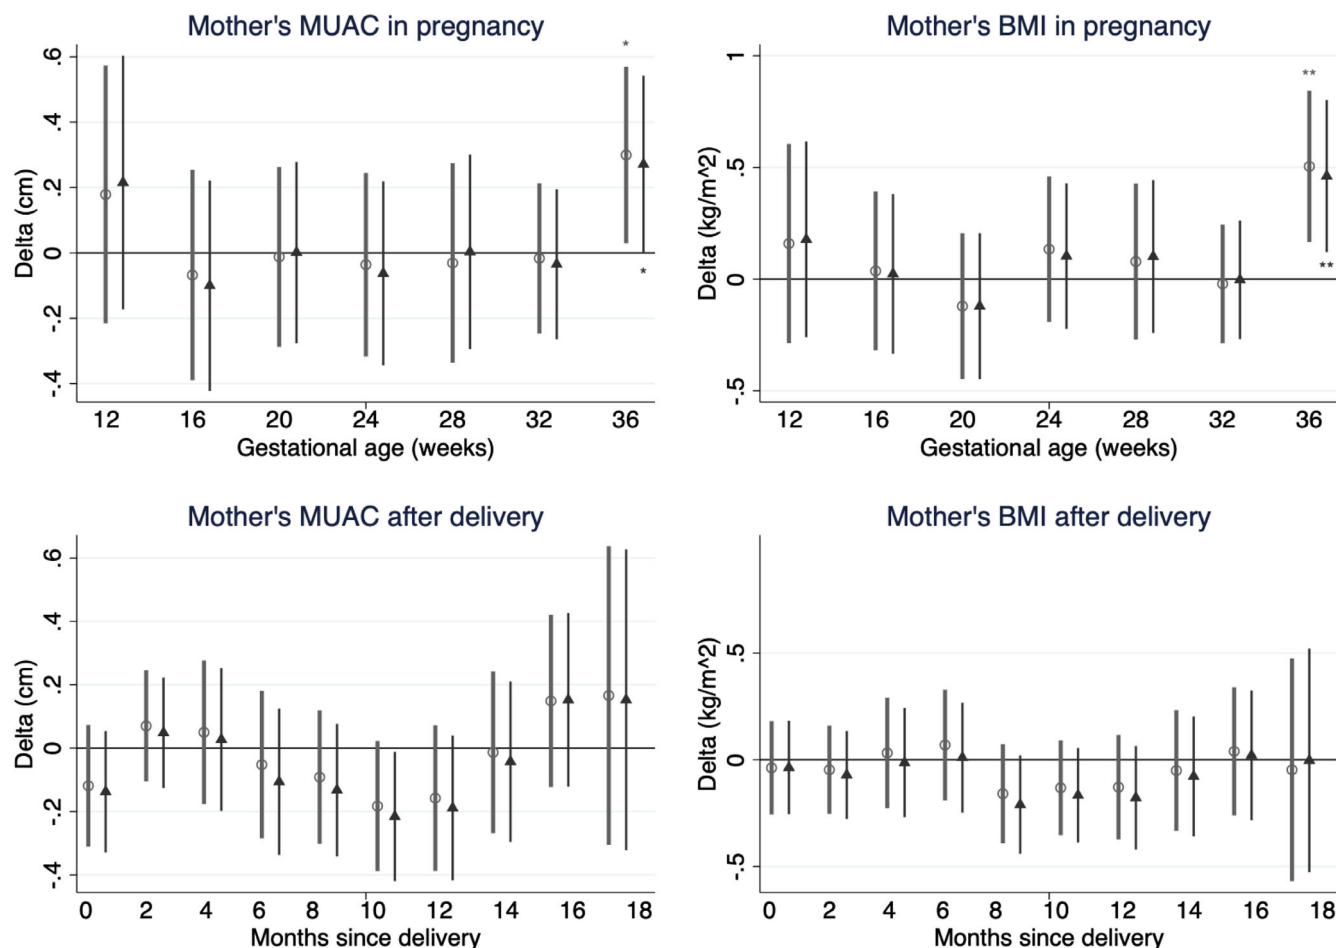 Mother's MUAC in pregnancy
Delta (cm)
.6
.4
.2
0
-.2
-.4
*
*
12 16 20 24 28 32 36
Gestational age (weeks)
Mother's BMI in pregnancy
Delta (kg/m^2)
1
.5
0
-.5
**
**
12 16 20 24 28 32 36
Gestational age (weeks)
Mother's MUAC after delivery
Delta (cm)
.6
.4
.2
0
-.2
-.4
0 2 4 6 8 10 12 14 16 18
Months since delivery
Mother's BMI after delivery
Delta (kg/m^2)
.5
0
-.5
0 2 4 6 8 10 12 14 16 18
Months since delivery